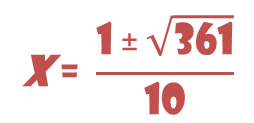 x = (1 ± √361) / 10